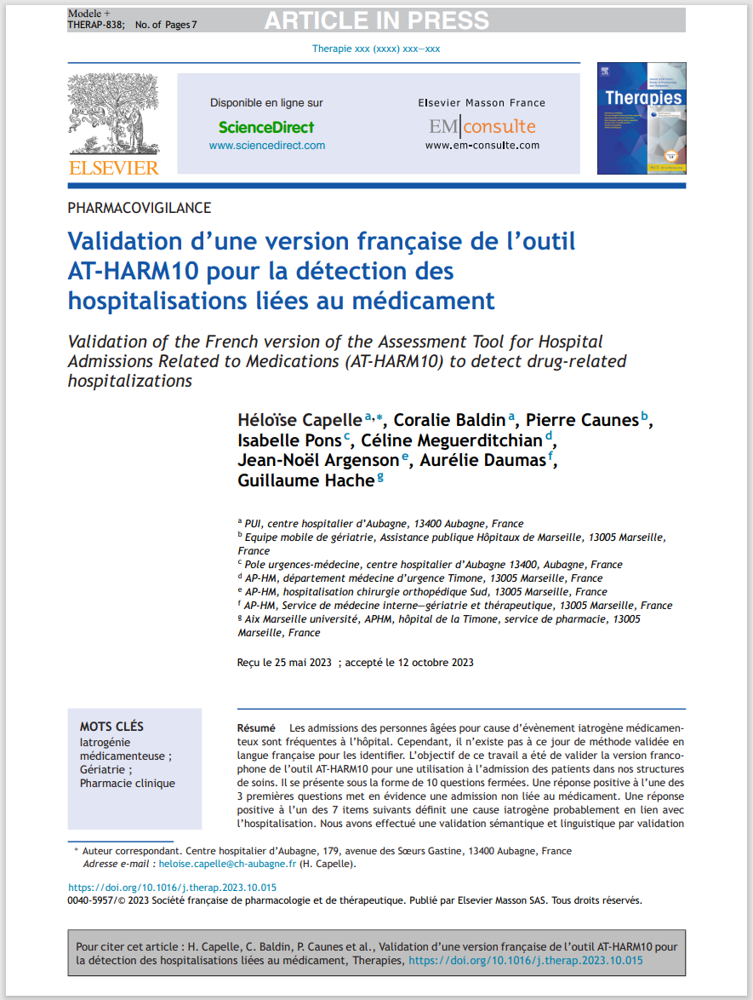 Modele +
THERAP-838; No. of Pages 7
ARTICLE IN PRESS
Therapie xxx (xxxx) xxx—xxx
ELSEVIER
Disponible en ligne sur
ScienceDirect
www.sciencedirect.com
Elsevier Masson France
EM|consulte
www.em-consulte.com
Therapies
PHARMACOVIGILANCE
Validation d’une version française de l’outil
AT-HARM10 pour la détection des
hospitalisations liées au médicament
Validation of the French version of the Assessment Tool for Hospital
Admissions Related to Medications (AT-HARM10) to detect drug-related
hospitalizations
Héloïse Capelle a,*, Coralie Baldin a, Pierre Caunes b,
Isabelle Pons c, Céline Meguerditchian d,
Jean-Noël Argenson e, Aurélie Daumas f,
Guillaume Hache g
a PUI, centre hospitalier d’Aubagne, 13400 Aubagne, France
b Equipe mobile de gériatrie, Assistance publique Hôpitaux de Marseille, 13005 Marseille,
France
c Pole urgences-médecine, centre hospitalier d’Aubagne 13400, Aubagne, France
d AP-HM, département médecine d’urgence Timone, 13005 Marseille, France
e AP-HM, hospitalisation chirurgie orthopédique Sud, 13005 Marseille, France
f AP-HM, Service de médecine interne—gériatrie et thérapeutique, 13005 Marseille, France
g Aix Marseille université, APHM, hôpital de la Timone, service de pharmacie, 13005
Marseille, France
Reçu le 25 mai 2023 ; accepté le 12 octobre 2023
MOTS CLÉS
Iatrogénie
médicamenteuse ;
Gériatrie ;
Pharmacie clinique
Résumé Les admissions des personnes âgées pour cause d’évènement iatrogène médicamen-
teux sont fréquentes à l’hôpital. Cependant, il n’existe pas à ce jour de méthode validée en
langue française pour les identifier. L’objectif de ce travail a été de valider la version franco-
phone de l’outil AT-HARM10 pour une utilisation à l’admission des patients dans nos structures
de soins. Il se présente sous la forme de 10 questions fermées. Une réponse positive à l’une des
3 premières questions met en évidence une admission non liée au médicament. Une réponse
positive à l’un des 7 items suivants définit une cause iatrogène probablement en lien avec
l’hospitalisation. Nous avons effectué une validation sémantique et linguistique par validation
* Auteur correspondant. Centre hospitalier d’Aubagne, 179, avenue des Sœurs Gastine, 13400 Aubagne, France
Adresse e-mail : heloise.capelle@ch-aubagne.fr (H. Capelle).
https://doi.org/10.1016/j.therap.2023.10.015
0040-5957/© 2023 Société française de pharmacologie et de thérapeutique. Publié par Elsevier Masson SAS. Tous droits réservés.
Pour citer cet article : H. Capelle, C. Baldin, P. Caunes et al., Validation d’une version française de l’outil AT-HARM10 pour
la détection des hospitalisations liées au médicament, Therapies, https://doi.org/10.1016/j.therap.2023.10.015